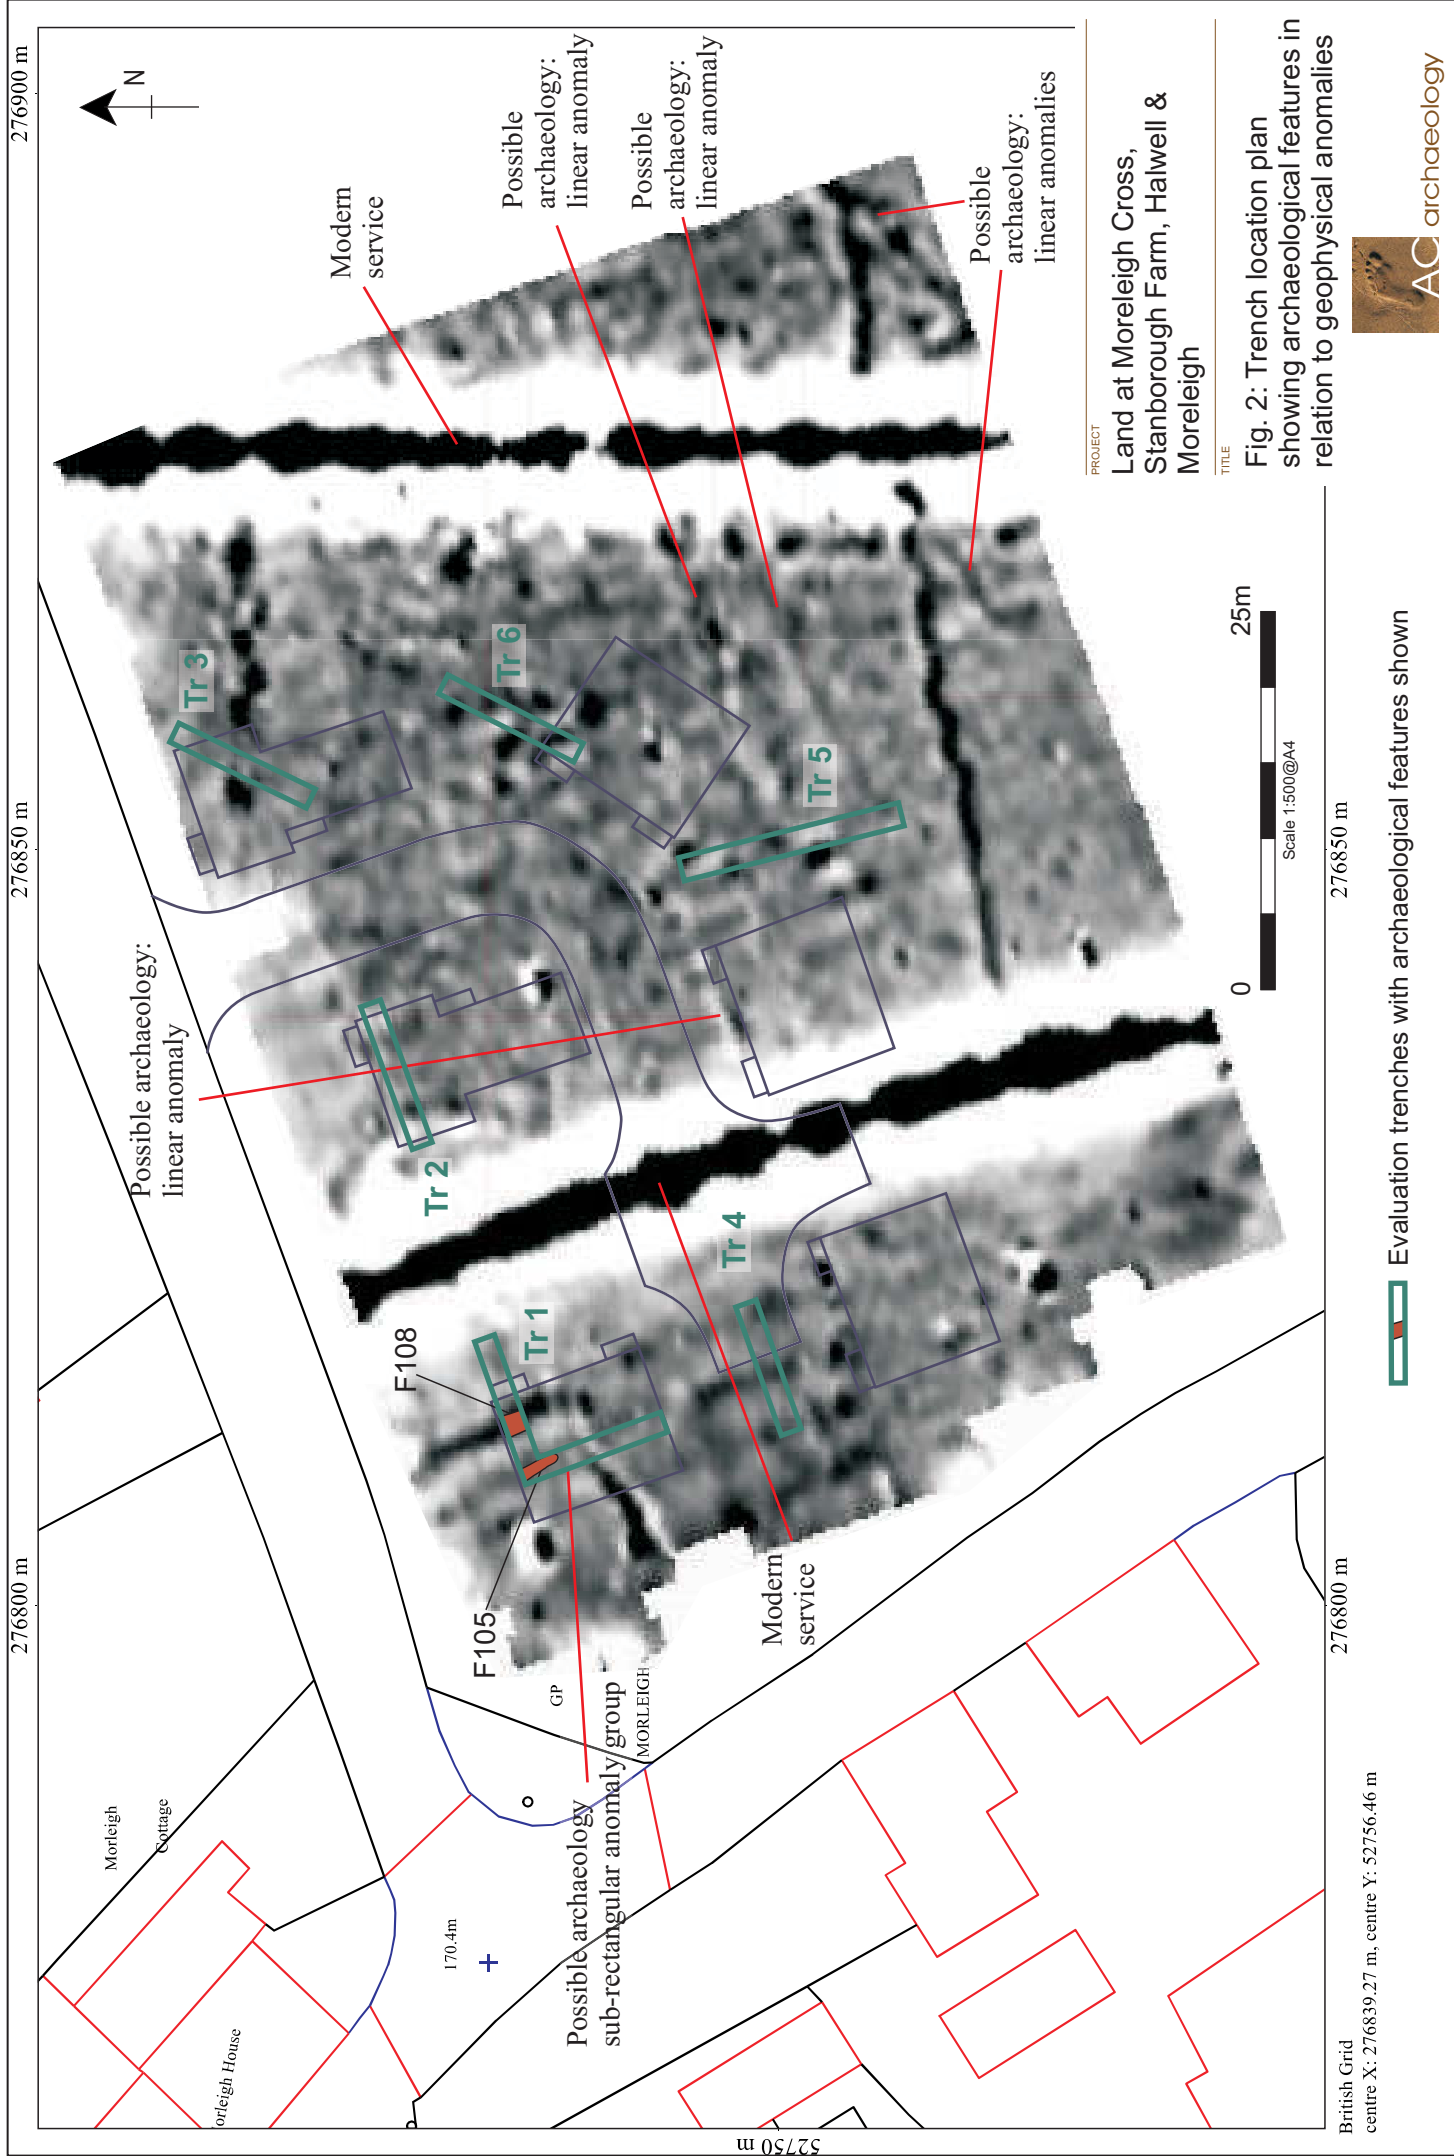 276800 m
276850 m
276900 m
N
Morleigh
Cottage
orleigh House
170.4m
GP
MORLEIGH
Possible archaeology:
linear anomaly
Modern
service
Possible
archaeology:
linear anomaly
Possible
archaeology:
linear anomaly
Possible
archaeology:
linear anomalies
Tr 3
Tr 6
Tr 2
Tr 5
Tr 1
Tr 4
F108
F105
Possible archaeology
sub-rectangular anomaly group
Modern
service
52750 m
PROJECT
Land at Moreleigh Cross,
Stanborough Farm, Halwell &
Moreleigh
TITLE
Fig. 2: Trench location plan
showing archaeological features in
relation to geophysical anomalies
AC archaeology
0
25m
Scale 1:500@A4
276800 m
276850 m
British Grid
centre X: 276839.27 m, centre Y: 52756.46 m
Evaluation trenches with archaeological features shown